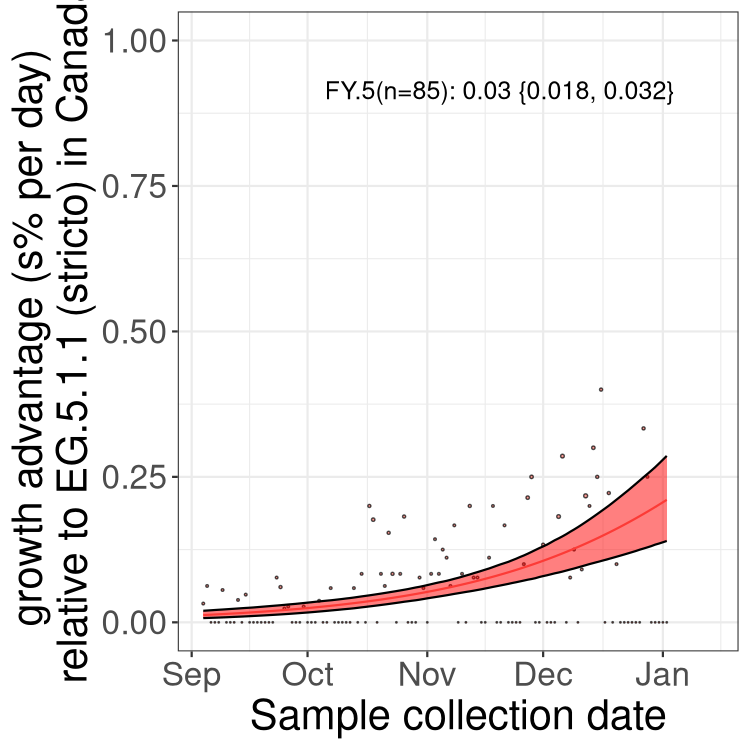 growth advantage (s% per day)
relative to EG.5.1.1 (stricto) in Canada
1.00
0.75
0.50
0.25
0.00
FY.5(n=85): 0.03 {0.018, 0.032}
Sep Oct Nov Dec Jan
Sample collection date